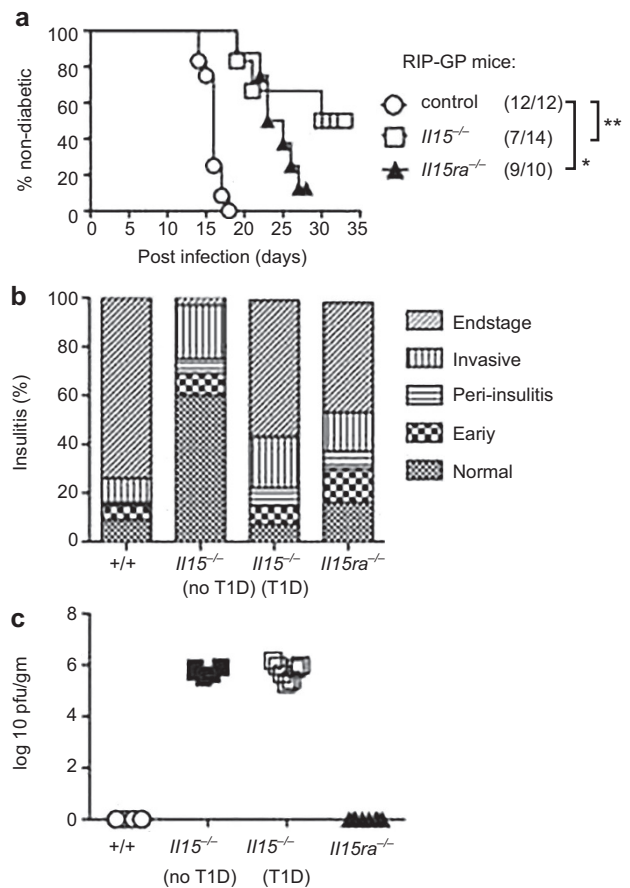 a
100
80
60
40
20
0
% non-diabetic
0 5 10 15 20 25 30 35
Post infection (days)
RIP-GP mice:
control (12/12)
Il15–/– (7/14)
Il15ra–/– (9/10)
**
*
b
100
80
60
40
20
0
Insulitis (%)
+/+ Il15–/– Il15–/– Il15ra–/–
(no T1D) (T1D)
Endstage
Invasive
Peri-insulitis
Eariy
Normal
c
8
6
4
2
0
log 10 pfu/gm
+/+ Il15–/– Il15–/– Il15ra–/–
(no T1D) (T1D)